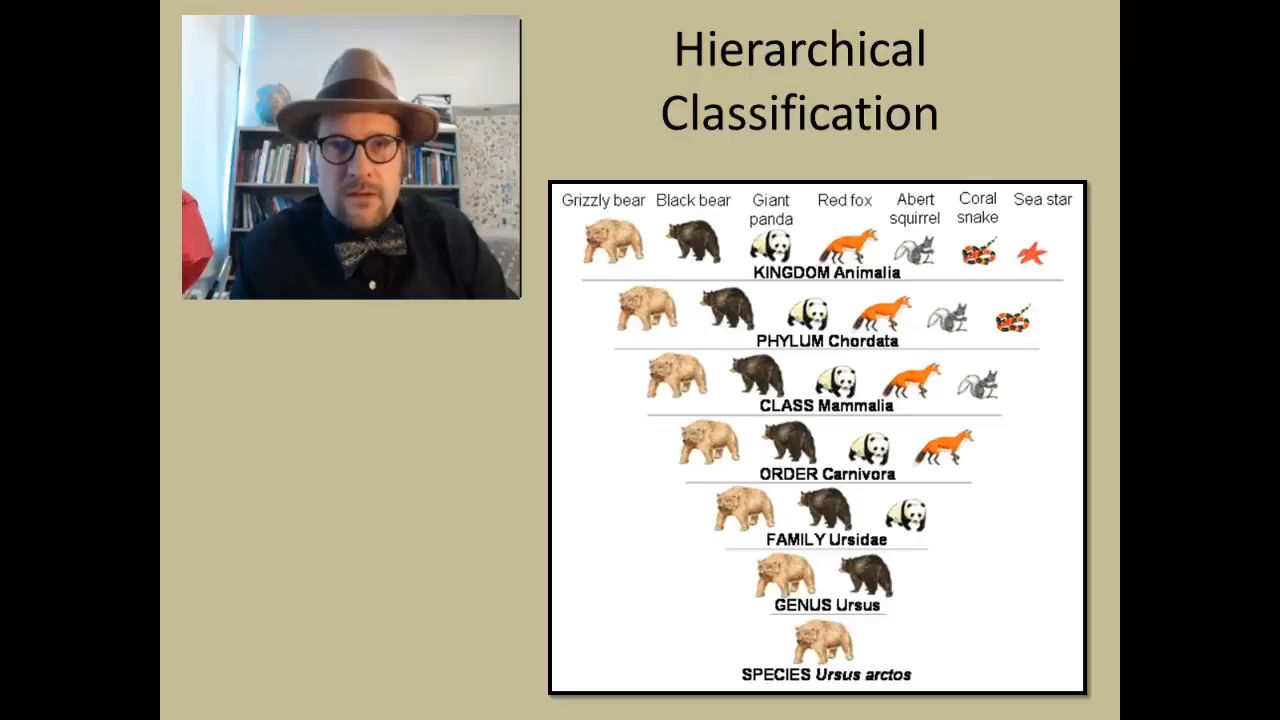 Hierarchical
Classification
Grizzly bear Black bear Giant panda Red fox Abert squirrel Coral snake Sea star
KINGDOM Animalia
PHYLUM Chordata
CLASS Mammalia
ORDER Carnivora
FAMILY Ursidae
GENUS Ursus
SPECIES Ursus arctos